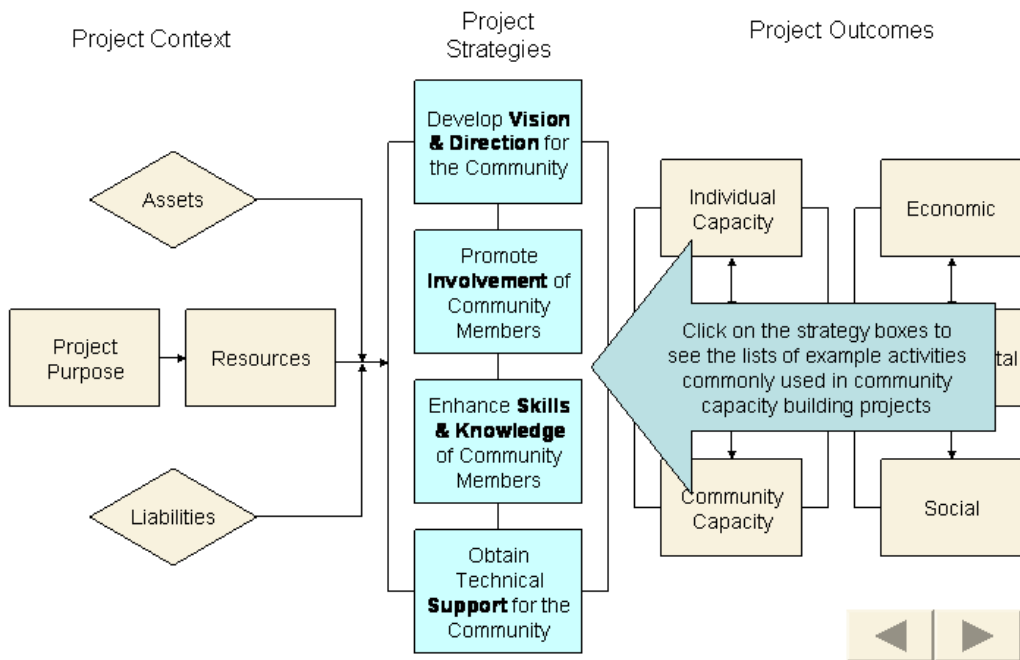 Project Context
Project
Strategies
Project Outcomes
Assets
Project
Purpose
Resources
Liabilities
Develop Vision
& Direction for
the Community
Promote
Involvement of
Community
Members
Enhance Skills
& Knowledge
of Community
Members
Obtain
Technical
Support for the
Community
Individual
Capacity
Economic
Click on the strategy boxes to
see the lists of example activities
commonly used in community
capacity building projects
Community
Capacity
Social